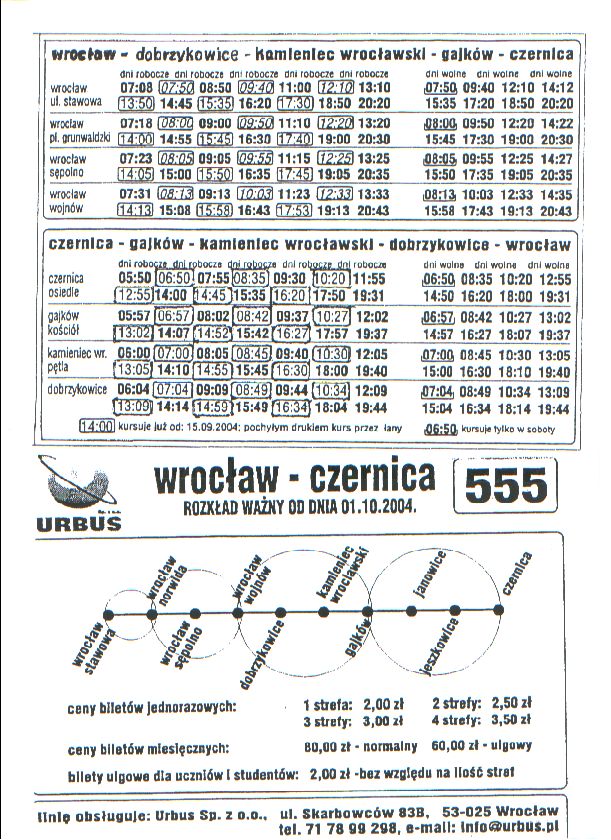 wrocław - dobrzykowice - kamieniec wrocławski - gajków - czernica
dni robocze dni robocze dni robocze dni robocze dni wolne dni wolne dni wolne
wrocław 07:08 07:50 08:50 09:40 11:00 12:10 13:10 07:50 09:40 12:10 14:12
ul. stawowa 13:50 14:45 15:35 16:20 17:30 18:50 20:20 15:35 17:20 18:50 20:20
wrocław 07:18 08:00 09:00 09:50 11:10 12:20 13:20 08:00 09:50 12:20 14:22
pl. grunwaldzki 14:00 14:55 15:45 16:30 17:40 19:00 20:30 15:45 17:30 19:00 20:30
wrocław 07:23 08:05 09:05 09:55 11:15 12:25 13:25 08:05 09:55 12:25 14:27
sępolno 14:05 15:00 15:50 16:35 17:45 19:05 20:35 15:50 17:35 19:05 20:35
wrocław 07:31 08:13 09:13 10:03 11:23 12:33 13:33 08:13 10:03 12:33 14:35
wojnów 14:13 15:08 15:58 16:43 17:53 19:13 20:43 15:58 17:43 19:13 20:43
czernica - gajków - kamieniec wrocławski - dobrzykowice - wrocław
dni robocze dni robocze dni robocze dni robocze dni wolne dni wolne dni wolne
czernica 05:50 06:50 07:55 08:35 09:30 10:20 11:55 06:50 08:35 10:20 12:55
osiedle 12:55 14:00 14:45 15:35 16:20 17:50 19:31 14:50 16:20 18:00 19:31
gajków 05:57 06:57 08:02 08:42 09:37 10:27 12:02 06:57 08:42 10:27 13:02
kościół 13:02 14:07 14:52 15:42 16:27 17:57 19:37 14:57 16:27 18:07 19:37
kamieniec wr. 06:00 07:00 08:05 08:45 09:40 10:30 12:05 07:00 08:45 10:30 13:05
pętla 13:05 14:10 14:55 15:45 16:30 18:00 19:40 15:00 16:30 18:10 19:40
dobrzykowice 06:04 07:04 09:09 08:49 09:44 10:34 12:09 07:04 08:49 10:34 13:09
13:09 14:14 14:59 15:49 16:34 18:04 19:44 15:04 16:34 18:14 19:44
14:00 kursuje już od: 15.09.2004; pochyłym drukiem kurs przez łany 06:50 kursuje tylko w soboty
URBUS
wrocław - czernica
555
ROZKŁAD WAŻNY OD DNIA 01.10.2004.
wrocław stawowa
wrocław norwida
wrocław sępolno
wrocław wojnów
dobrzykowice
kamieniec wrocławski
gajków
janowice
jeszkowice
czernica
ceny biletów jednorazowych: 1 strefa: 2,00 zł 2 strefy: 2,50 zł
3 strefy: 3,00 zł 4 strefy: 3,50 zł
ceny biletów miesięcznych: 80,00 zł - normalny 60,00 zł - ulgowy
bilety ulgowe dla uczniów i studentów: 2,00 zł -bez względu na ilość stref
linię obsługuje: Urbus Sp. z o.o., ul. Skarbowców 83B, 53-025 Wrocław
tel. 71 78 99 298, e-mail: info@urbus.pl